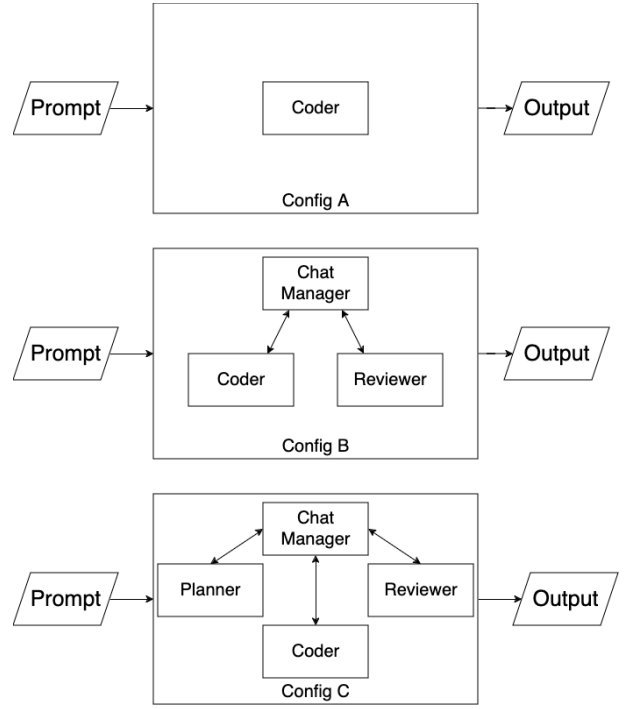 Prompt
Coder
Output
Config A
Chat
Manager
Prompt
Coder
Reviewer
Output
Config B
Chat
Manager
Prompt
Planner
Reviewer
Output
Coder
Config C